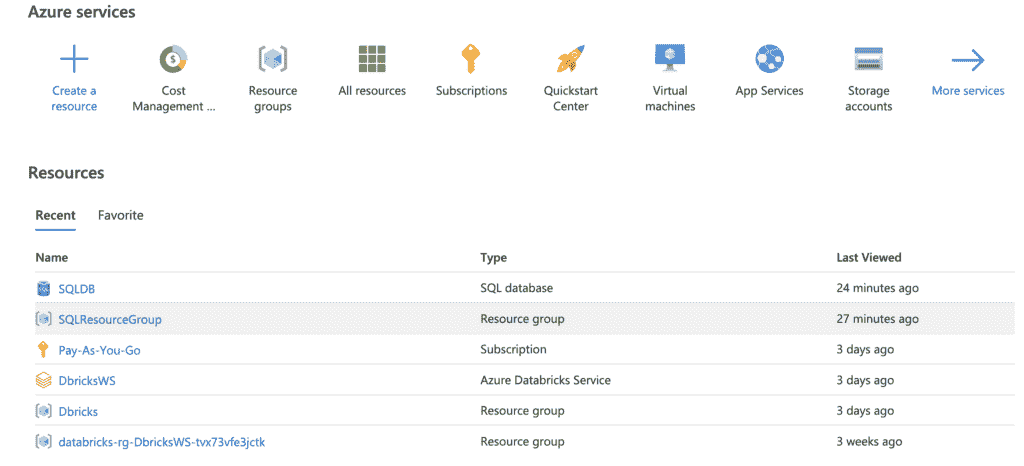 Azure services
Create a resource
Cost Management ...
Resource groups
All resources
Subscriptions
Quickstart Center
Virtual machines
App Services
Storage accounts
More services
Resources
Recent Favorite
Name Type Last Viewed
SQLDB SQL database 24 minutes ago
SQLResourceGroup Resource group 27 minutes ago
Pay-As-You-Go Subscription 3 days ago
DbricksWS Azure Databricks Service 3 days ago
Dbricks Resource group 3 days ago
databricks-rg-DbricksWS-tvx73vfe3jctk Resource group 3 weeks ago